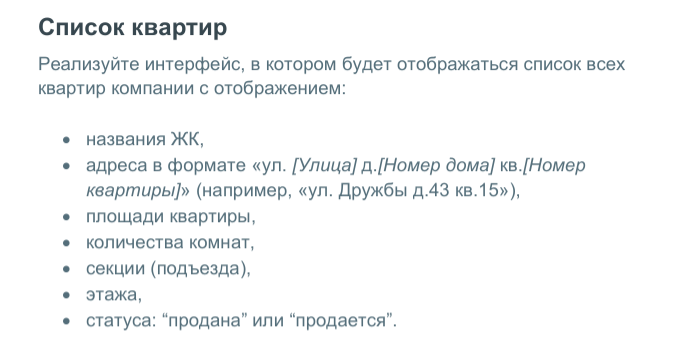 Список квартир
Реализуйте интерфейс, в котором будет отображаться список всех
квартир компании с отображением:
• названия ЖК,
• адреса в формате «ул. [Улица] д.[Номер дома] кв.[Номер
квартиры]» (например, «ул. Дружбы д.43 кв.15»),
• площади квартиры,
• количества комнат,
• секции (подъезда),
• этажа,
• статуса: “продана” или “продается”.